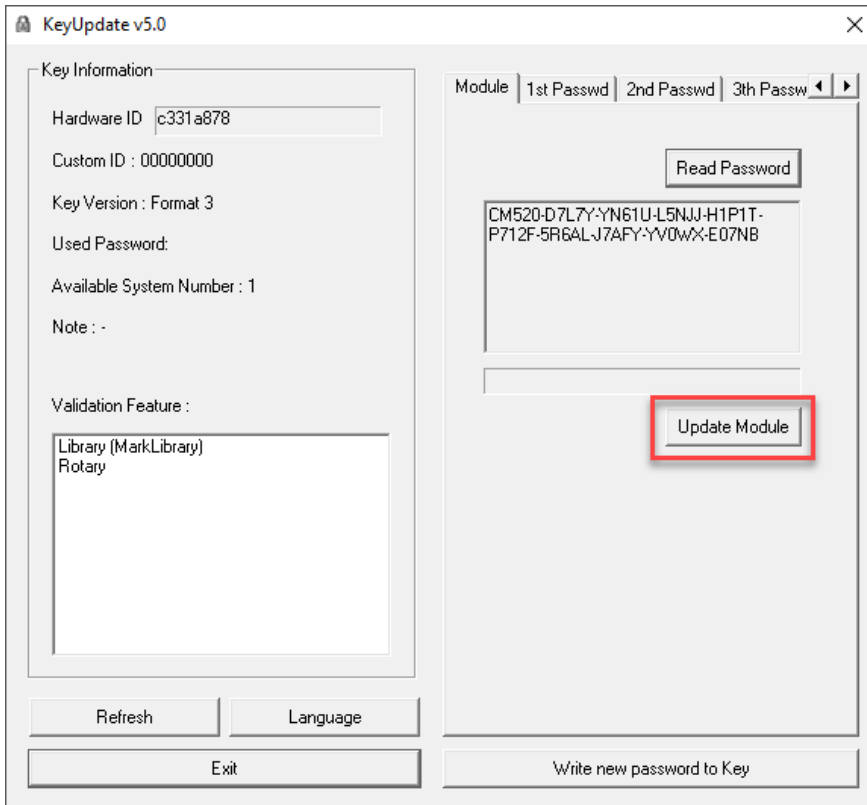 KeyUpdate v5.0
Key Information
Hardware ID c331a878
Custom ID : 00000000
Key Version : Format 3
Used Password:
Available System Number : 1
Note : -
Validation Feature :
Library (MarkLibrary)
Rotary
Refresh
Language
Exit
Module
1st Passwd
2nd Passwd
3th Passw
Read Password
CM520-D7L7Y-YN61U-L5NJJ-H1P1T-
P712F-5R6AL-J7AFY-YV0WX-E07NB
Update Module
Write new password to Key